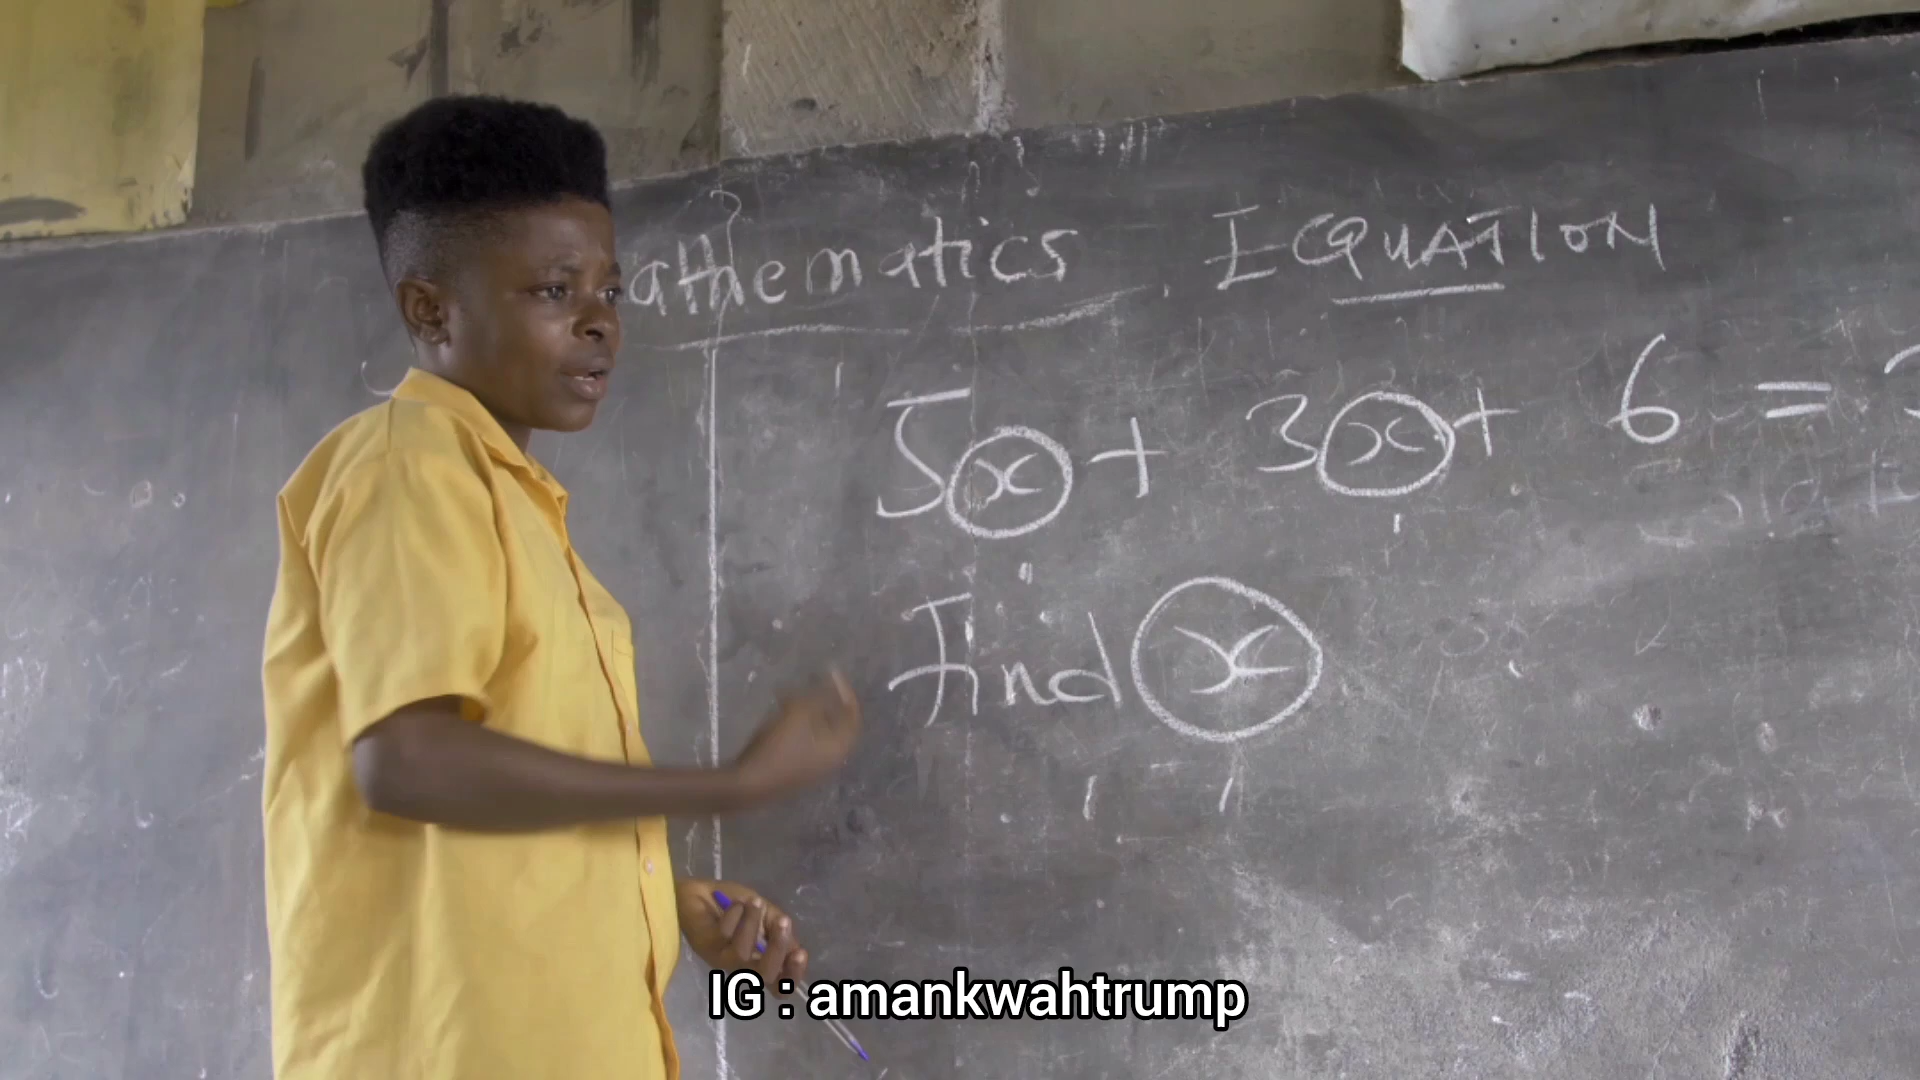 athematics. EQUATION
5x + 3x + 6 =
Find x
IG : amankwahtrump